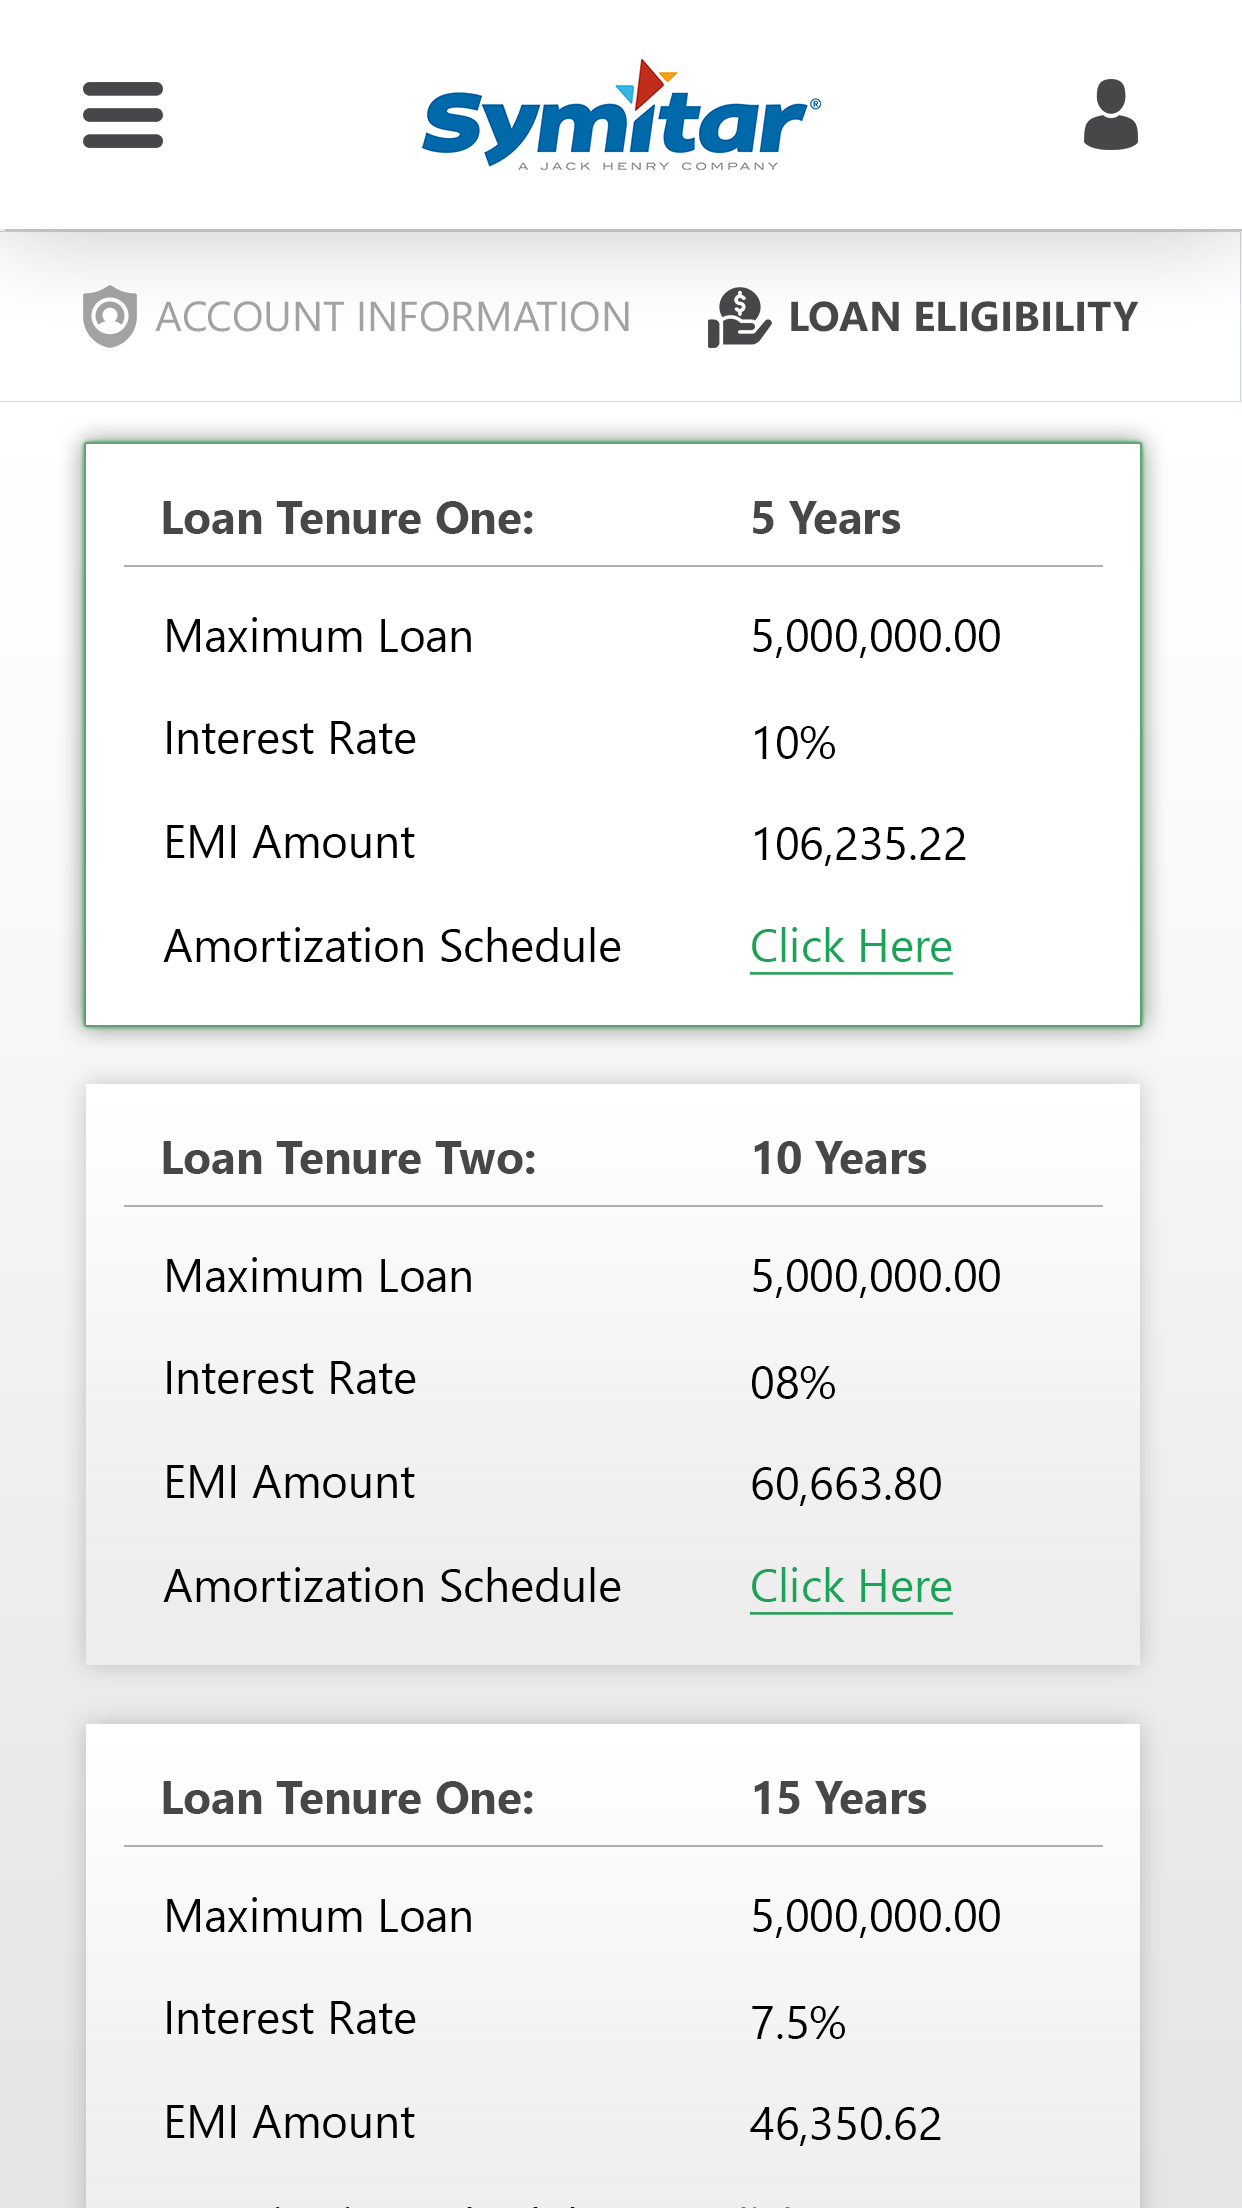 Symitar®
A JACK HENRY COMPANY
ACCOUNT INFORMATION LOAN ELIGIBILITY
Loan Tenure One: 5 Years
Maximum Loan 5,000,000.00
Interest Rate 10%
EMI Amount 106,235.22
Amortization Schedule Click Here
Loan Tenure Two: 10 Years
Maximum Loan 5,000,000.00
Interest Rate 08%
EMI Amount 60,663.80
Amortization Schedule Click Here
Loan Tenure One: 15 Years
Maximum Loan 5,000,000.00
Interest Rate 7.5%
EMI Amount 46,350.62